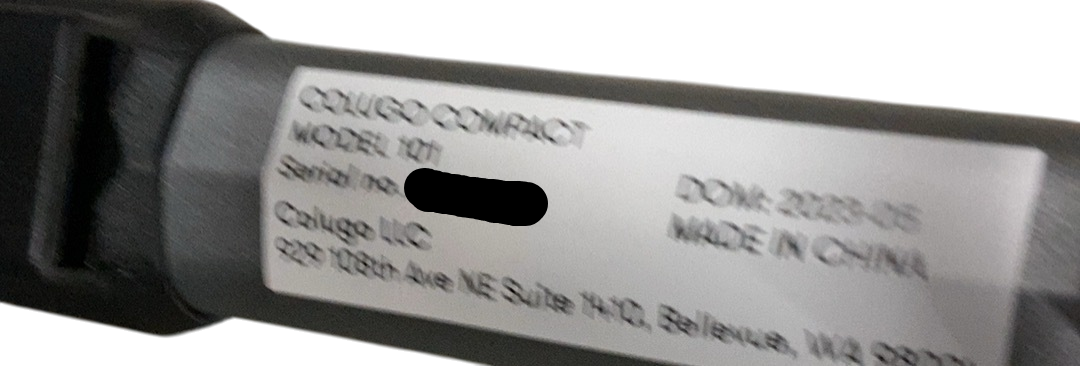 COLUGO COMPACT
MODEL 101
Serial no.
Colugo LLC
929 108th Ave NE Suite 1410, Bellevue, WA
DOM: 2023-05
MADE IN CHINA